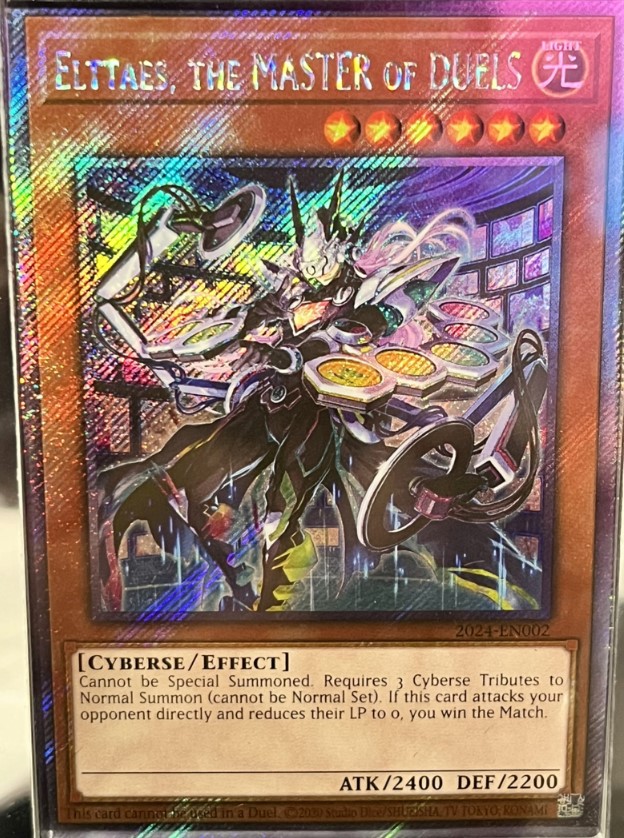 ELTTAES, THE MASTER OF DUELS
LIGHT
光
2024-EN002
[CYBERSE/EFFECT]
Cannot be Special Summoned. Requires 3 Cyberse Tributes to
Normal Summon (cannot be Normal Set). If this card attacks your
opponent directly and reduces their LP to 0, you win the Match.
ATK/2400 DEF/2200
This card cannot be used in a Duel. ©2020 Studio Dice/SHUEISHA, TV TOKYO, KONAMI